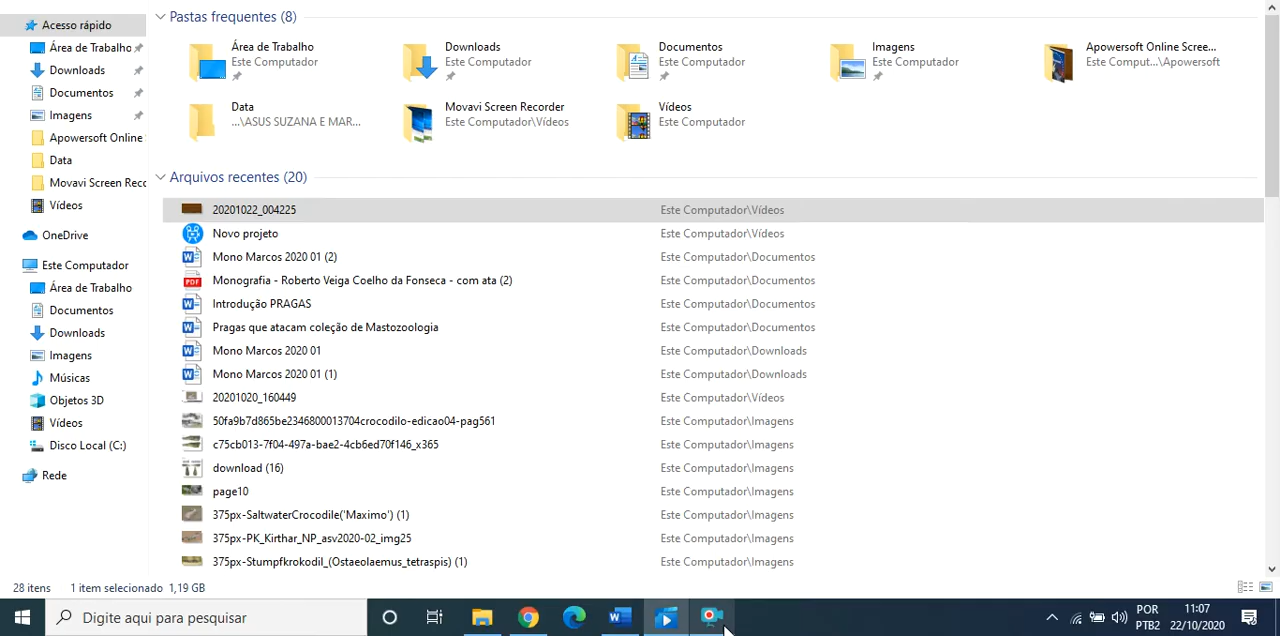 Acesso rápido
Área de Trabalho
Downloads
Documentos
Imagens
Apowersoft Online
Data
Movavi Screen Rec
Vídeos
OneDrive
Este Computador
Área de Trabalho
Documentos
Downloads
Imagens
Músicas
Objetos 3D
Vídeos
Disco Local (C:)
Rede
Pastas frequentes (8)
Área de Trabalho
Este Computador
Downloads
Este Computador
Documentos
Este Computador
Imagens
Este Computador
Apowersoft Online Scree...
Este Comput...\Apowersoft
Data
...\ASUS SUZANA E MAR...
Movavi Screen Recorder
Este Computador\Vídeos
Vídeos
Este Computador
Arquivos recentes (20)
20201022_004225 Este Computador\Vídeos
Novo projeto Este Computador\Vídeos
Mono Marcos 2020 01 (2) Este Computador\Documentos
PDF Monografia - Roberto Veiga Coelho da Fonseca - com ata (2) Este Computador\Documentos
Introdução PRAGAS Este Computador\Documentos
Pragas que atacam coleção de Mastozoologia Este Computador\Documentos
Mono Marcos 2020 01 Este Computador\Downloads
Mono Marcos 2020 01 (1) Este Computador\Downloads
20201020_160449 Este Computador\Vídeos
50fa9b7d865be2346800013704crocodilo-edicao04-pag561 Este Computador\Imagens
c75cb013-7f04-497a-bae2-4cb6ed70f146_x365 Este Computador\Imagens
download (16) Este Computador\Imagens
page10 Este Computador\Imagens
375px-SaltwaterCrocodile('Maximo') (1) Este Computador\Imagens
375px-PK_Kirthar_NP_asv2020-02_img25 Este Computador\Imagens
375px-Stumpfkrokodil_(Ostaeolaemus_tetraspis) (1) Este Computador\Imagens
28 itens 1 item selecionado 1,19 GB
Digite aqui para pesquisar
POR
PTB2
11:07
22/10/2020